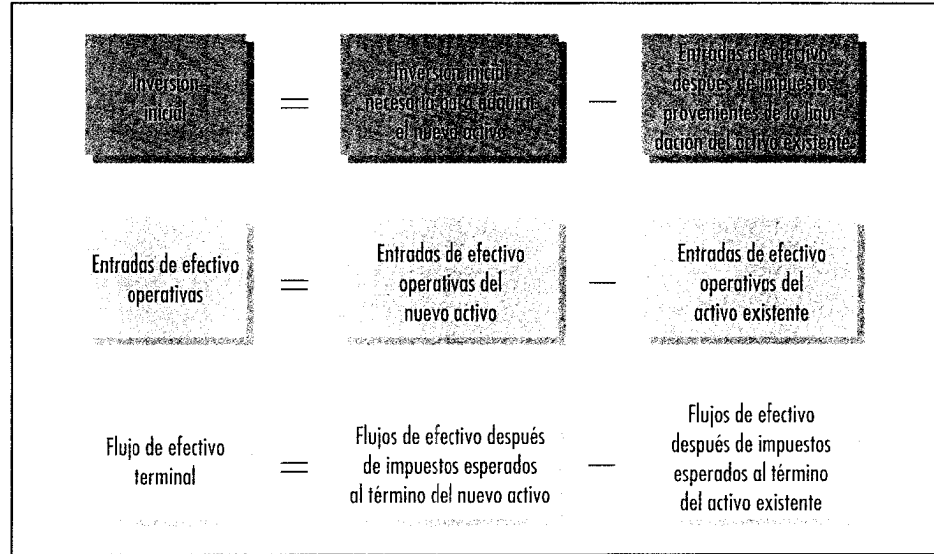 Inversión
inicial
=
Inversión inicial
necesaria para adquirir
el nuevo activo
—
Entradas de efectivo
después de impuestos
provenientes de la liqui
dación del activo existente
Entradas de efectivo
operativas
=
Entradas de efectivo
operativas del
nuevo activo
—
Entradas de efectivo
operativas del
activo existente
Flujo de efectivo
terminal
=
Flujos de efectivo después
de impuestos esperados
al término del nuevo activo
—
Flujos de efectivo
después de impuestos
esperados al término
del activo existente